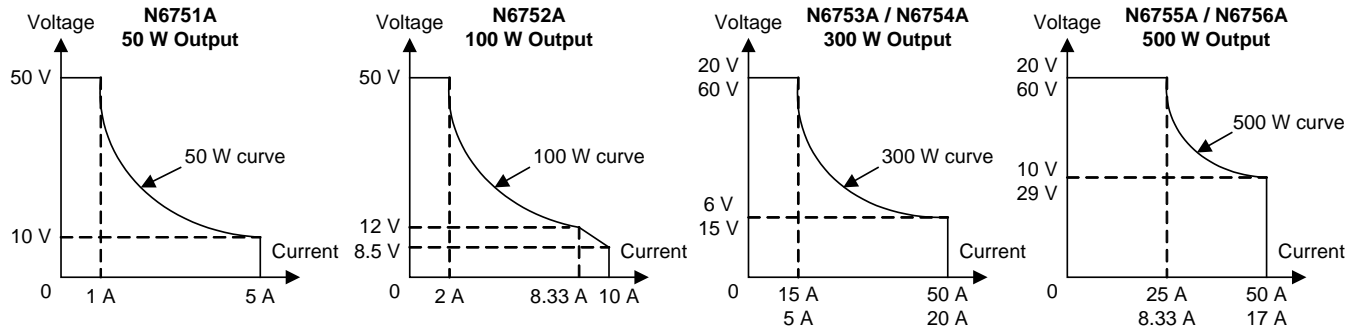 N6751A
50 W Output
Voltage
50 V
50 W curve
10 V
Current
0
1 A
5 A
N6752A
100 W Output
Voltage
50 V
100 W curve
12 V
8.5 V
Current
0
2 A
8.33 A
10 A
N6753A / N6754A
300 W Output
Voltage
20 V
60 V
300 W curve
6 V
15 V
Current
0
15 A
50 A
5 A
20 A
N6755A / N6756A
500 W Output
Voltage
20 V
60 V
500 W curve
10 V
29 V
Current
0
25 A
50 A
8.33 A
17 A